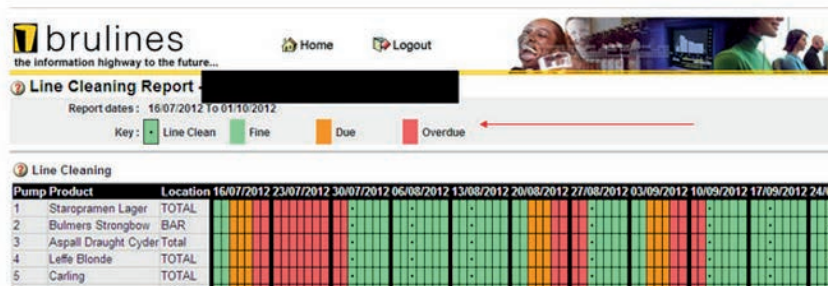 brulines
the information highway to the future...
Home
Logout
Line Cleaning Report -
Report dates : 16/07/2012 To 01/10/2012
Key : Line Clean Fine Due Overdue
Line Cleaning
Pump Product Location 16/07/2012 23/07/2012 30/07/2012 06/08/2012 13/08/2012 20/08/2012 27/08/2012 03/09/2012 10/09/2012 17/09/2012 24/0
1 Staropramen Lager TOTAL
2 Bulmers Strongbow BAR
3 Aspall Draught Cyder Total
4 Leffe Blonde TOTAL
5 Carling TOTAL